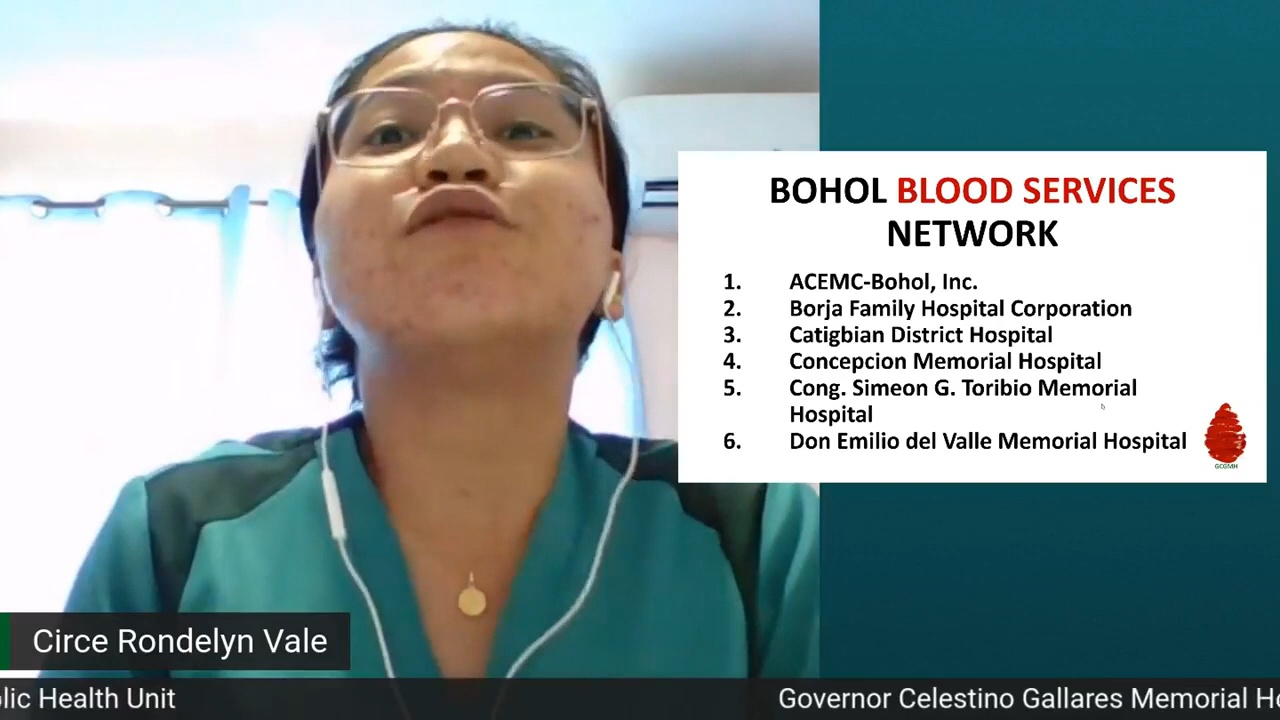 BOHOL BLOOD SERVICES
NETWORK
1. ACEMC-Bohol, Inc.
2. Borja Family Hospital Corporation
3. Catigbian District Hospital
4. Concepcion Memorial Hospital
5. Cong. Simeon G. Toribio Memorial
Hospital
6. Don Emilio del Valle Memorial Hospital
GCGMH
Circe Rondelyn Vale
Health Unit
Governor Celestino Gallares Memorial